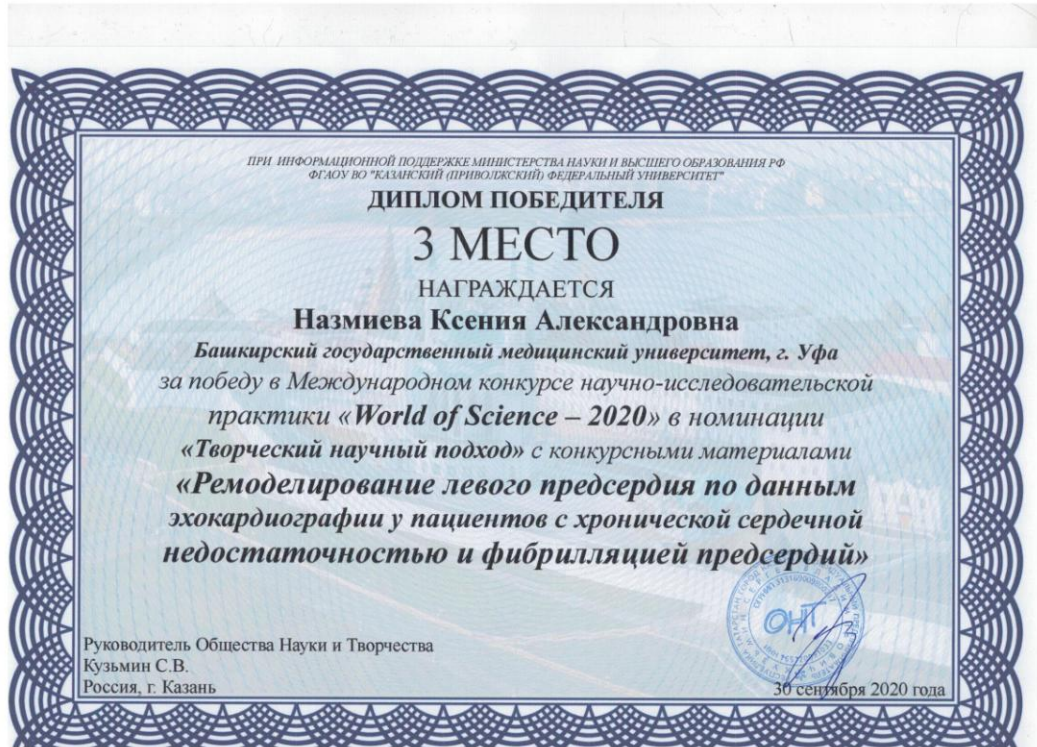 ПРИ ИНФОРМАЦИОННОЙ ПОДДЕРЖКЕ МИНИСТЕРСТВА НАУКИ И ВЫСШЕГО ОБРАЗОВАНИЯ РФ
ФГАОУ ВО "КАЗАНСКИЙ (ПРИВОЛЖСКИЙ) ФЕДЕРАЛЬНЫЙ УНИВЕРСИТЕТ"
ДИПЛОМ ПОБЕДИТЕЛЯ
3 МЕСТО
НАГРАЖДАЕТСЯ
Назмиева Ксения Александровна
Башкирский государственный медицинский университет, г. Уфа
за победу в Международном конкурсе научно-исследовательской
практики «World of Science – 2020» в номинации
«Творческий научный подход» с конкурсными материалами
«Ремоделирование левого предсердия по данным
эхокардиографии у пациентов с хронической сердечной
недостаточностью и фибрилляцией предсердий»
ОНТ
Руководитель Общества Науки и Творчества
Кузьмин С.В.
Россия, г. Казань
30 сентября 2020 года